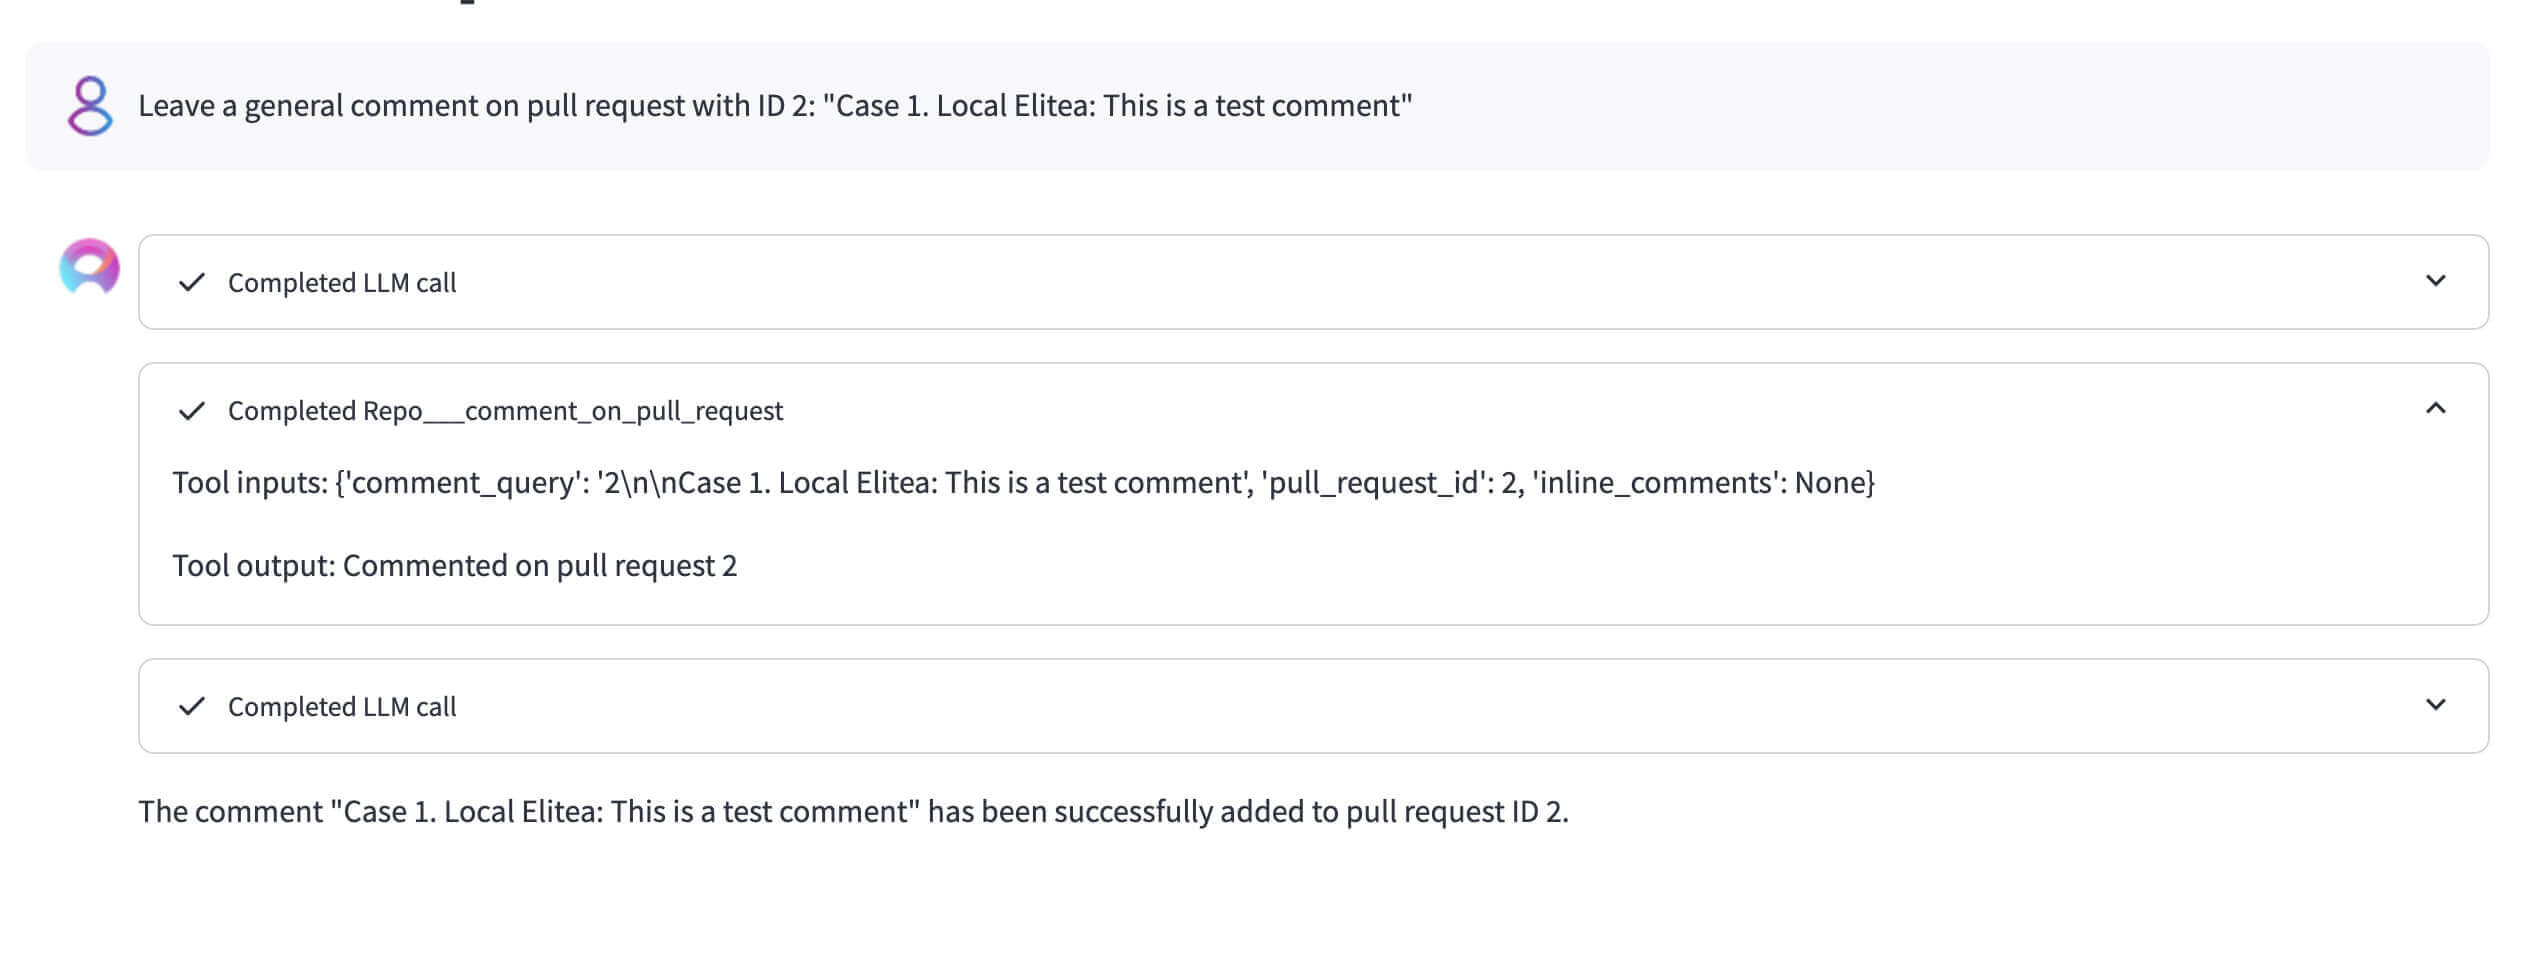 Leave a general comment on pull request with ID 2: "Case 1. Local Elitea: This is a test comment"
Completed LLM call
Completed Repo___comment_on_pull_request
Tool inputs: {'comment_query': '2\n\nCase 1. Local Elitea: This is a test comment', 'pull_request_id': 2, 'inline_comments': None}
Tool output: Commented on pull request 2
Completed LLM call
The comment "Case 1. Local Elitea: This is a test comment" has been successfully added to pull request ID 2.